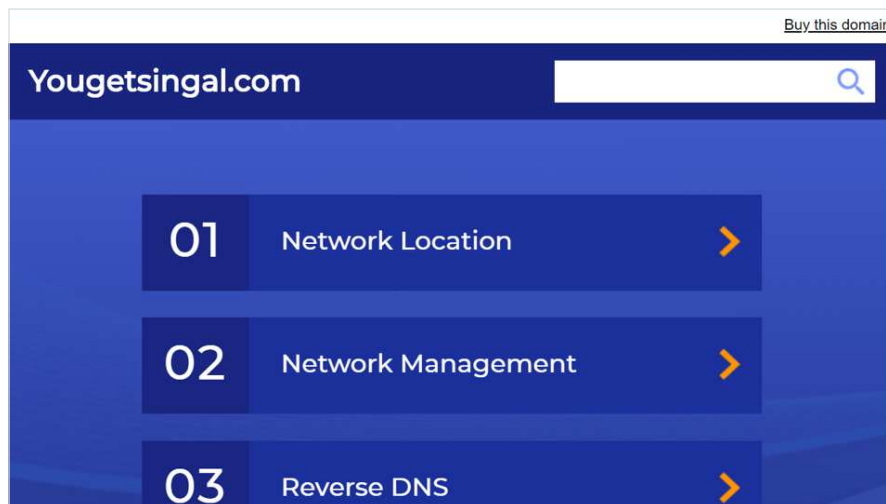 Buy this domain
Yougetsingal.com
01 Network Location
02 Network Management
03 Reverse DNS